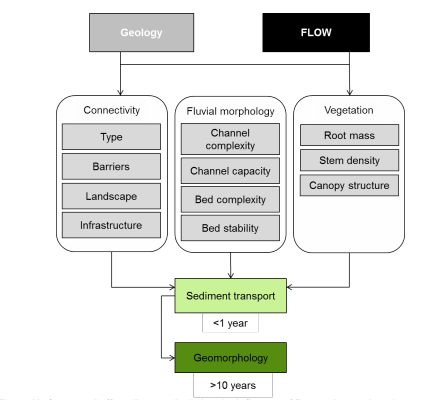 Geology
FLOW
Connectivity
Type
Barriers
Landscape
Infrastructure
Fluvial morphology
Channel
complexity
Channel capacity
Bed complexity
Bed stability
Vegetation
Root mass
Stem density
Canopy structure
Sediment transport
<1 year
Geomorphology
>10 years